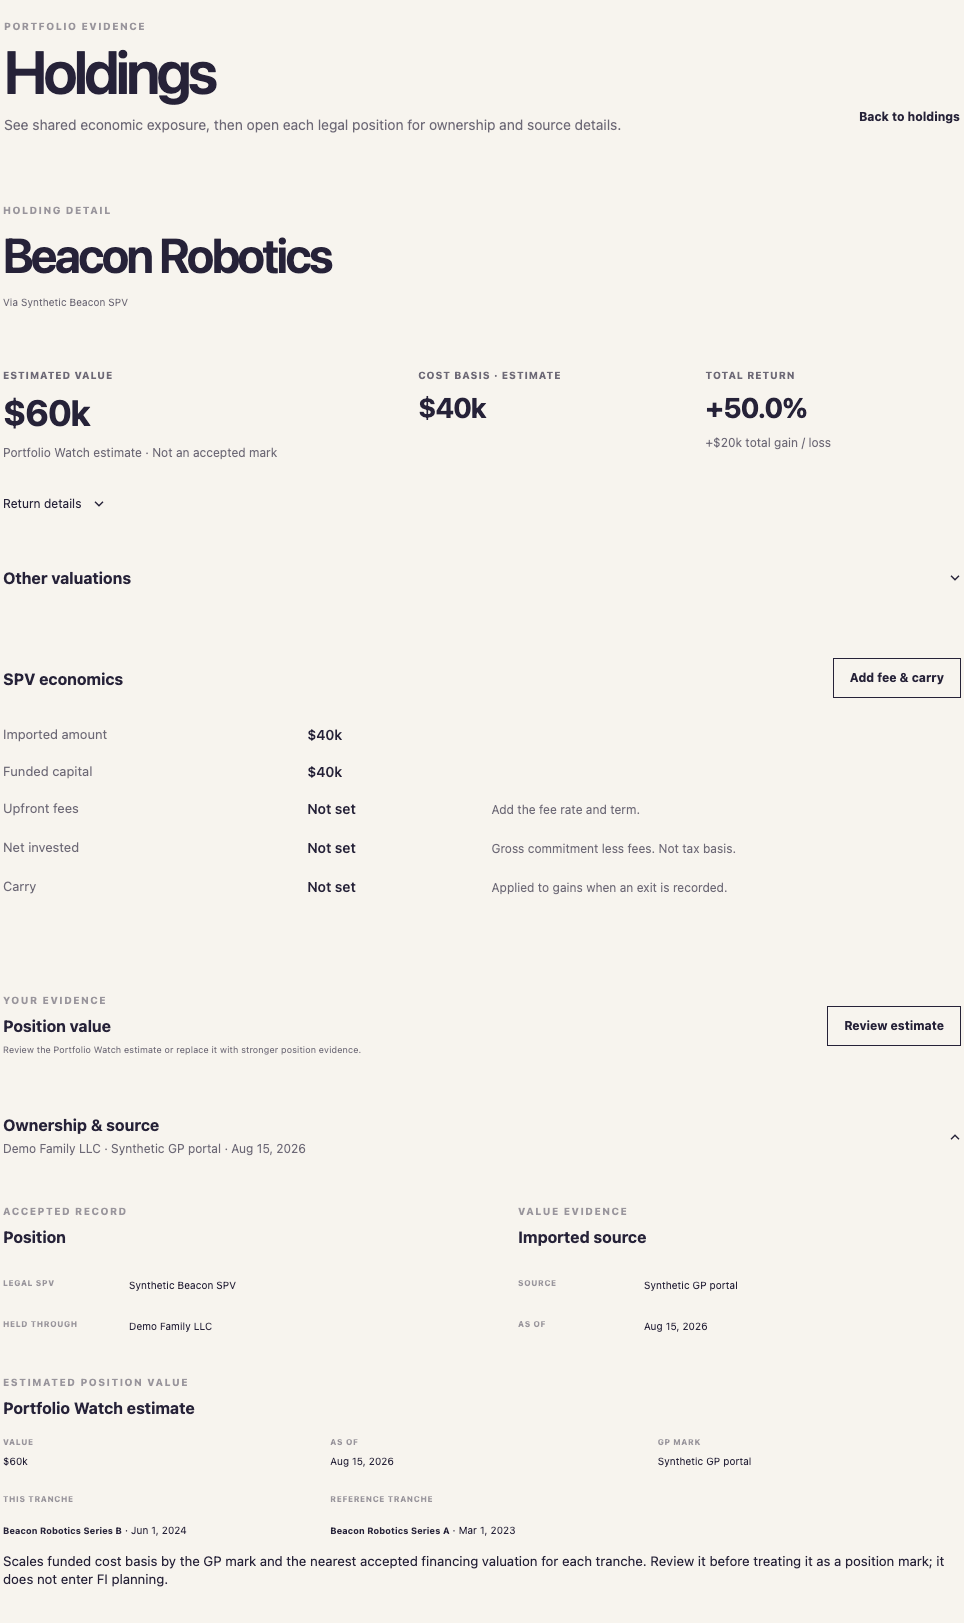 PORTFOLIO EVIDENCE
Holdings
See shared economic exposure, then open each legal position for ownership and source details.
Back to holdings
HOLDING DETAIL
Beacon Robotics
Via Synthetic Beacon SPV
ESTIMATED VALUE
$60k
Portfolio Watch estimate · Not an accepted mark
COST BASIS · ESTIMATE
$40k
TOTAL RETURN
+50.0%
+$20k total gain / loss
Return details
Other valuations
SPV economics
Add fee & carry
Imported amount $40k
Funded capital $40k
Upfront fees Not set Add the fee rate and term.
Net invested Not set Gross commitment less fees. Not tax basis.
Carry Not set Applied to gains when an exit is recorded.
YOUR EVIDENCE
Position value
Review the Portfolio Watch estimate or replace it with stronger position evidence.
Review estimate
Ownership & source
Demo Family LLC · Synthetic GP portal · Aug 15, 2026
ACCEPTED RECORD
Position
LEGAL SPV Synthetic Beacon SPV
HELD THROUGH Demo Family LLC
VALUE EVIDENCE
Imported source
SOURCE Synthetic GP portal
AS OF Aug 15, 2026
ESTIMATED POSITION VALUE
Portfolio Watch estimate
VALUE
$60k
AS OF
Aug 15, 2026
GP MARK
Synthetic GP portal
THIS TRANCHE
Beacon Robotics Series B · Jun 1, 2024
REFERENCE TRANCHE
Beacon Robotics Series A · Mar 1, 2023
Scales funded cost basis by the GP mark and the nearest accepted financing valuation for each tranche. Review it before treating it as a position mark; it
does not enter FI planning.